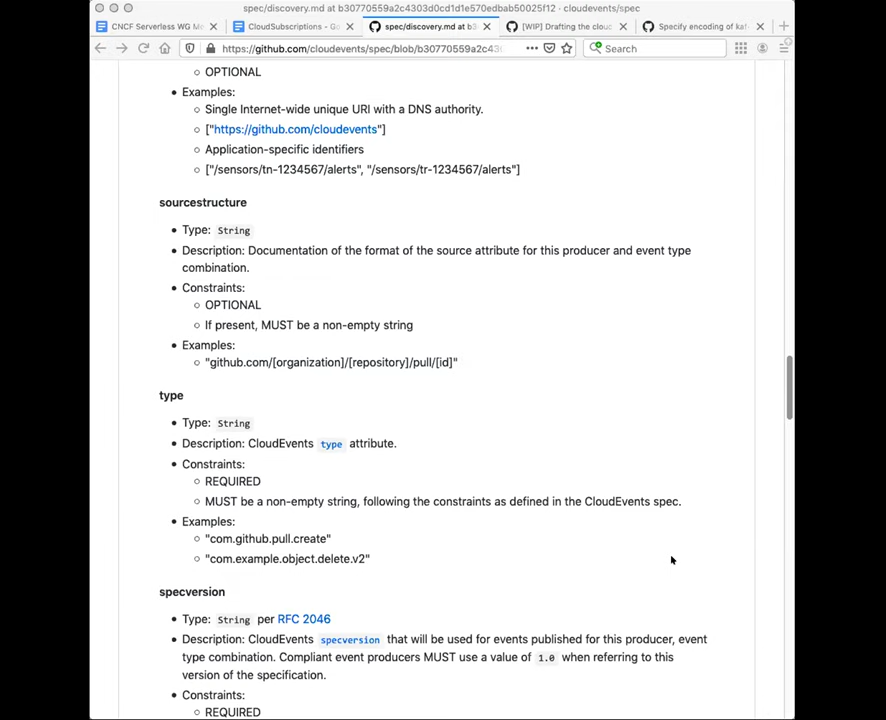 spec/discovery.md at b30770559a2c4303d0cd1d1e570edbab50025f12 · cloudevents/spec
CNCF Serverless WG Me
CloudSubscriptions - Go
spec/discovery.md at b3
[WIP] Drafting the cloud
Specify encoding of kaf
https://github.com/cloudevents/spec/blob/b30770559a2c43
Search
OPTIONAL
Examples:
Single Internet-wide unique URI with a DNS authority.
["https://github.com/cloudevents"]
Application-specific identifiers
["/sensors/tn-1234567/alerts", "/sensors/tr-1234567/alerts"]
sourcestructure
Type: String
Description: Documentation of the format of the source attribute for this producer and event type
combination.
Constraints:
OPTIONAL
If present, MUST be a non-empty string
Examples:
"github.com/[organization]/[repository]/pull/[id]"
type
Type: String
Description: CloudEvents type attribute.
Constraints:
REQUIRED
MUST be a non-empty string, following the constraints as defined in the CloudEvents spec.
Examples:
"com.github.pull.create"
"com.example.object.delete.v2"
specversion
Type: String per RFC 2046
Description: CloudEvents specversion that will be used for events published for this producer, event
type combination. Compliant event producers MUST use a value of 1.0 when referring to this
version of the specification.
Constraints:
REQUIRED